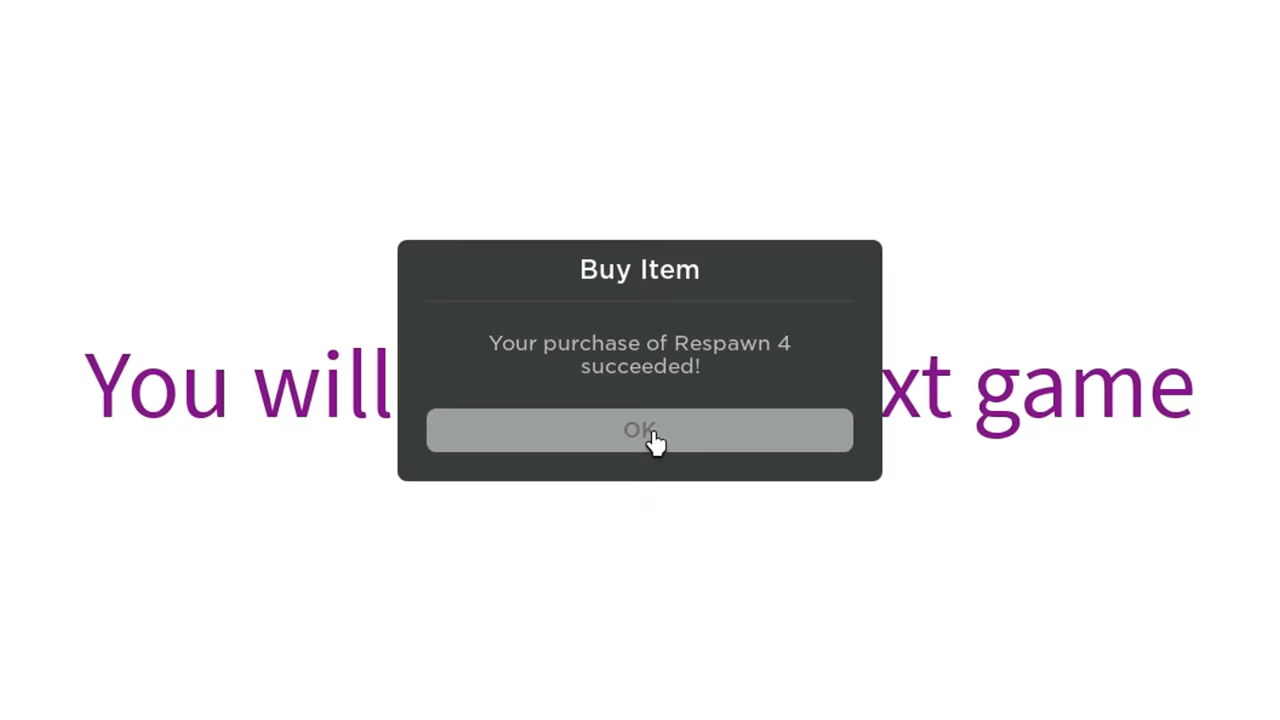 Buy Item
Your purchase of Respawn 4
succeeded!
You will xt game
OK